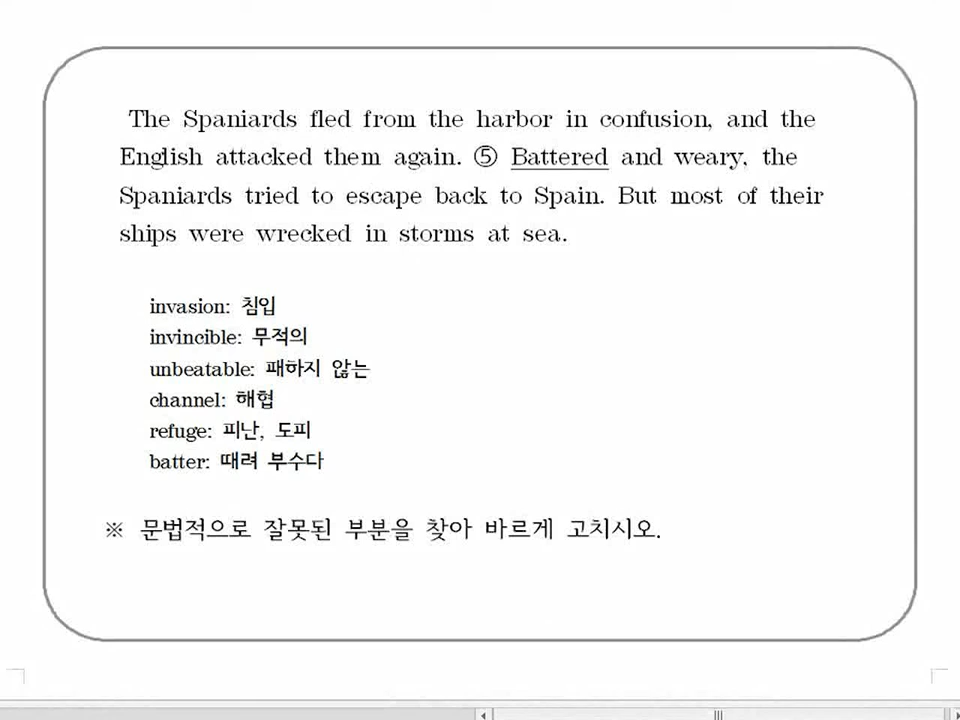 The Spaniards fled from the harbor in confusion, and the
English attacked them again. ⑤ Battered and weary, the
Spaniards tried to escape back to Spain. But most of their
ships were wrecked in storms at sea.
invasion: 침입
invincible: 무적의
unbeatable: 패하지 않는
channel: 해협
refuge: 피난, 도피
batter: 때려 부수다
※ 문법적으로 잘못된 부분을 찾아 바르게 고치시오.